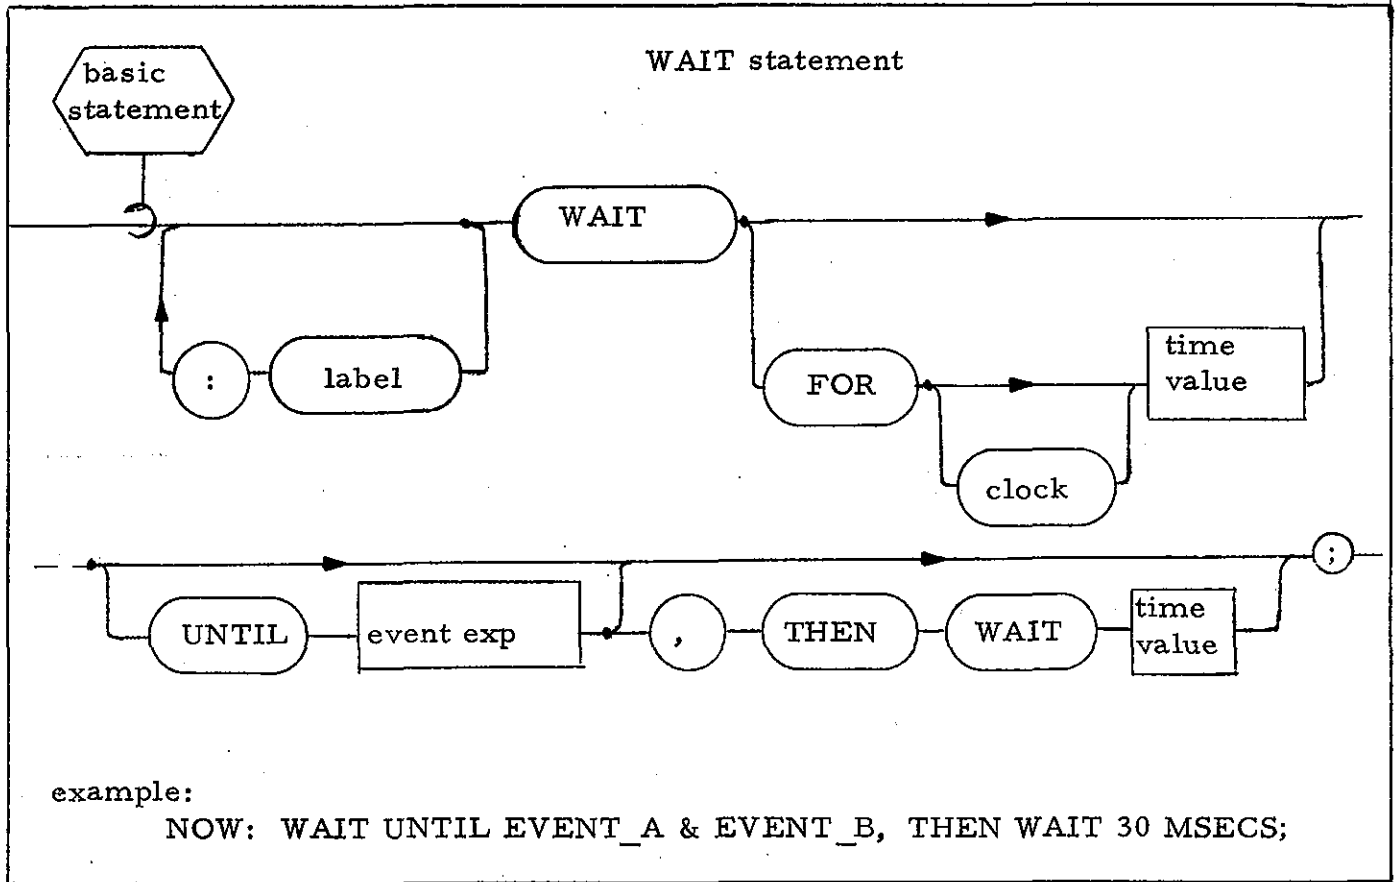 WAIT statement
basic
statement
WAIT
:
label
FOR
time
value
clock
UNTIL
event exp
,
THEN
WAIT
time
value
;
example:
NOW: WAIT UNTIL EVENT_A & EVENT_B, THEN WAIT 30 MSECS;